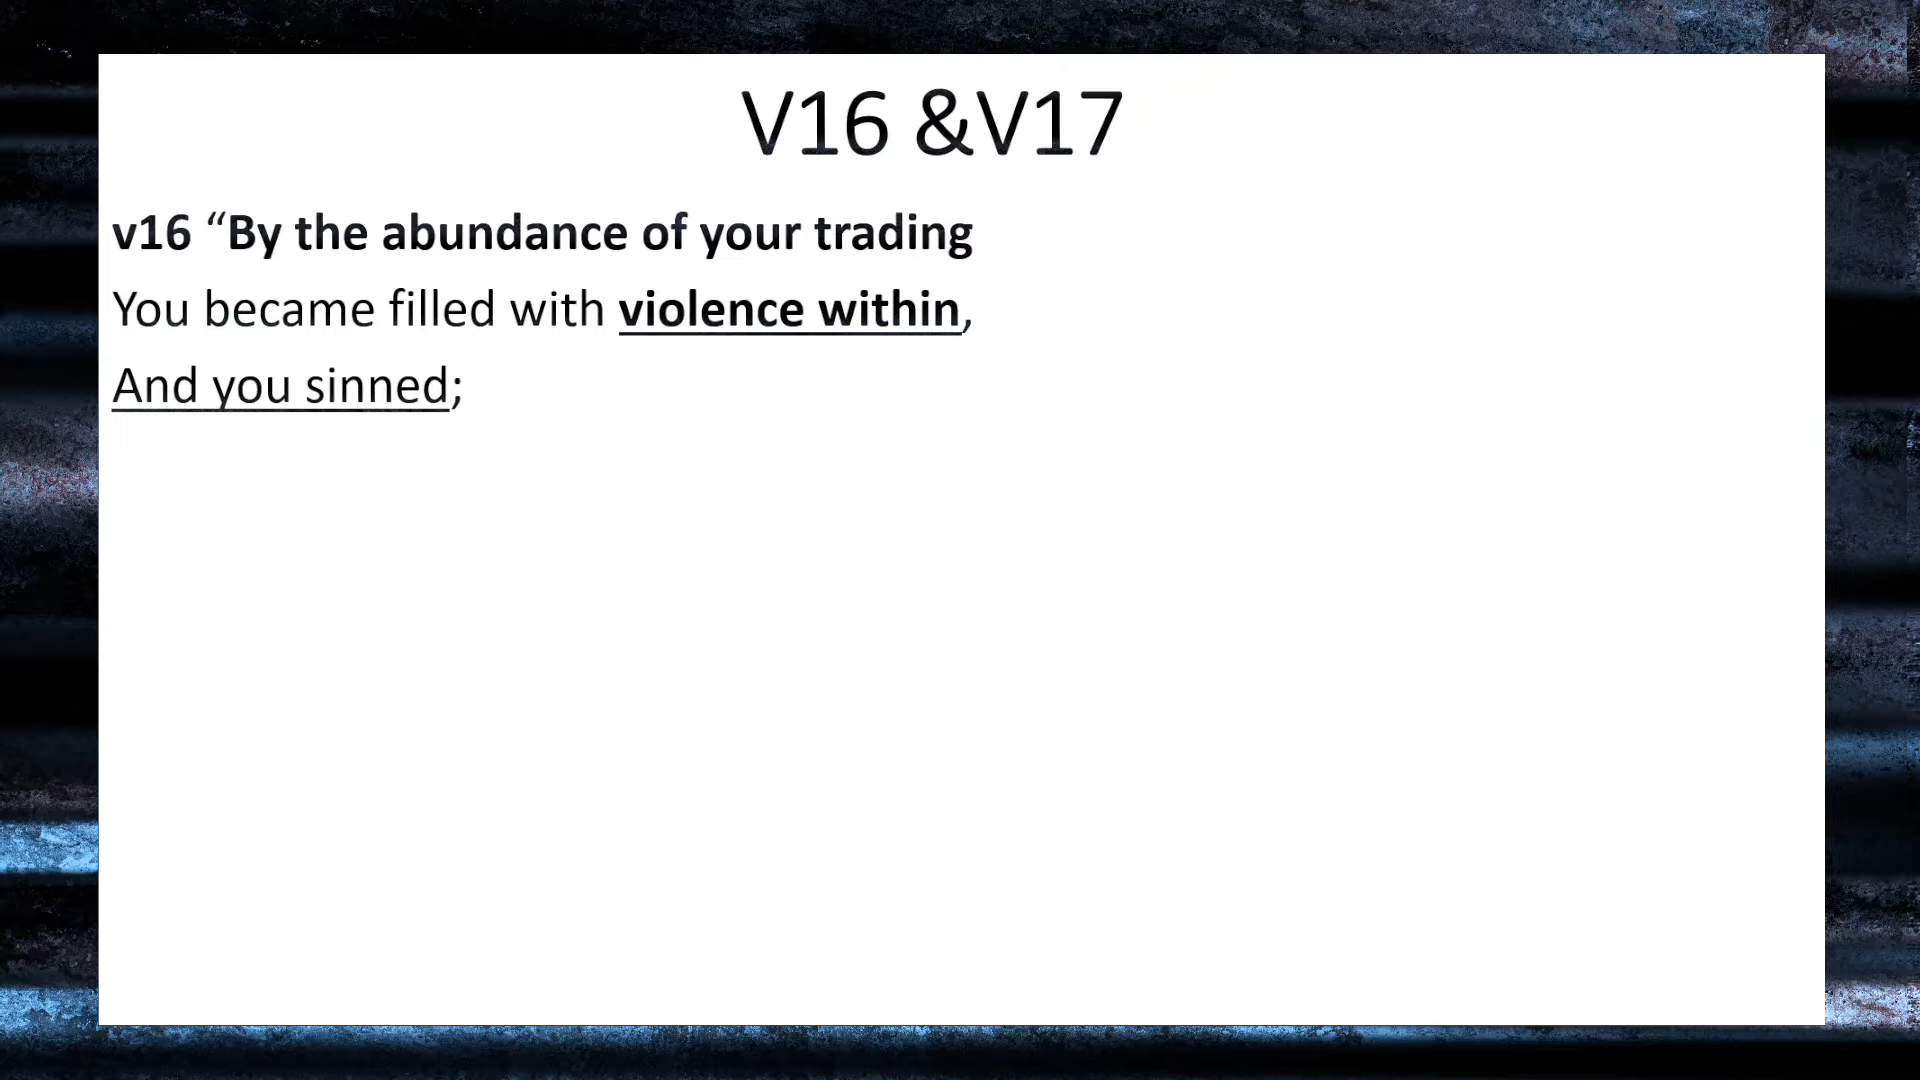 V16 &V17
v16 “By the abundance of your trading
You became filled with violence within,
And you sinned;